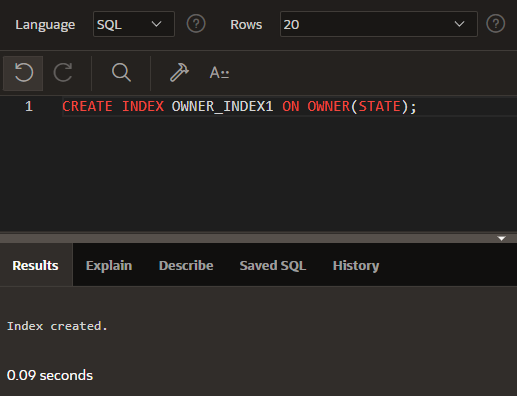 Language SQL ? Rows 20 ?
A::
1 CREATE INDEX OWNER_INDEX1 ON OWNER(STATE);
Results Explain Describe Saved SQL History
Index created.
0.09 seconds